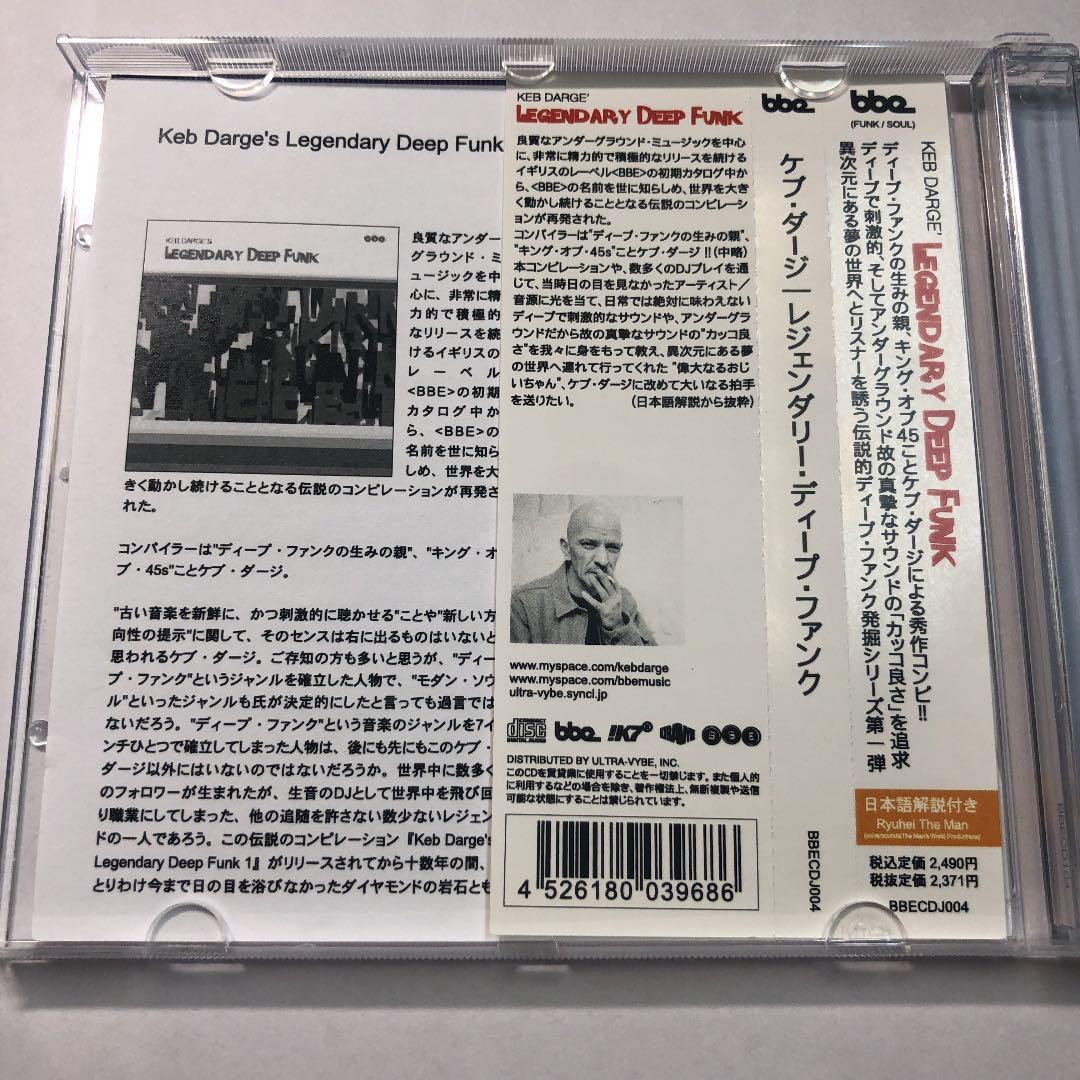 Keb Darge's Legendary Deep Funk
KEB DARGE'S
LEGENDARY DEEP FUNK
良質なアンダー
グラウンド・ミ
ュージックを中
心に、非常に精
力的で積極的
なリリースを続
けるイギリスの
レーベル
<BBE>の初期
カタログ中か
ら、<BBE>の
名前を世に知ら
しめ、世界を大
きく動かし続けることとなる伝説のコンピレーションが再発さ
れた。
コンパイラーは"ディープ・ファンクの生みの親"、"キング・オ
ブ・45s"ことケブ・ダージ。
"古い音楽を新鮮に、かつ刺激的に聴かせる"ことや"新しい方
向性の提示"に関して、そのセンスは右に出るものはいないと
思われるケブ・ダージ。ご存知の方も多いと思うが、"ディー
プ・ファンク"というジャンルを確立した人物で、"モダン・ソウ
ル"といったジャンルも氏が決定的にしたと言っても過言では
ないだろう。"ディープ・ファンク"という音楽のジャンルを7イ
ンチひとつで確立してしまった人物は、後にも先にもこのケブ・
ダージ以外にはいないのではないだろうか。世界中に数多く
のフォロワーが生まれたが、生音のDJとして世界中を飛び回
り職業にしてしまった、他の追随を許さない数少ないレジェン
ドの一人であろう。この伝説のコンピレーション『Keb Darge's
Legendary Deep Funk 1』がリリースされてから十数年の間、
とりわけ今まで日の目を浴びなかったダイヤモンドの岩石とも
KEB DARGE'
LEGENDARY DEEP FUNK
良質なアンダーグラウンド・ミュージックを中心
に、非常に精力的で積極的なリリースを続ける
イギリスのレーベル<BBE>の初期カタログ中か
ら、<BBE>の名前を世に知らしめ、世界を大き
く動かし続けることとなる伝説のコンピレーシ
ョンが再発された。
コンパイラーは"ディープ・ファンクの生みの親"、
"キング・オブ・45s"ことケブ・ダージ!!(中略)
本コンピレーションや、数多くのDJプレイを通
じて、当時日の目を見なかったアーティスト/
音源に光を当て、日常では絶対に味わえない
ディープで刺激的なサウンドや、アンダーグラ
ウンドだから故の真摯なサウンドの"カッコ良
さ"を我々に身をもって教え、異次元にある夢
の世界へ連れて行ってくれた "偉大なるおじ
いちゃん"、ケブ・ダージに改めて大いなる拍手
を送りたい。 (日本語解説から抜粋)
www.myspace.com/kebdarge
www.myspace.com/bbemusic
ultra-vybe.syncl.jp
COMPACT disc DIGITAL AUDIO bbe !K7
DISTRIBUTED BY ULTRA-VYBE, INC.
このCDを賃貸業に使用することを一切禁じます。また個人的
に利用するなどの場合を除き、著作権法上、無断複製や送信
可能な状態にすることは禁じられています。
4 526180 039686
bbe
ケブ・ダージ|レジェンダリー・ディープ・ファンク
BBECDJ004
bbe
(FUNK / SOUL)
KEB DARGE' LEGENDARY DEEP FUNK
ディープ・ファンクの生みの親、キング・オブ45ことケブ・ダージによる秀作コンピ!!
ディープで刺激的、そしてアンダーグラウンド故の真摯なサウンドの「カッコ良さ」を追求
異次元にある夢の世界へとリスナーを誘う伝説的ディープ・ファンク発掘シリーズ第一弾
日本語解説付き
Ryuhei The Man
税込定価 2,490円
税抜定価 2,371円
BBECDJ004